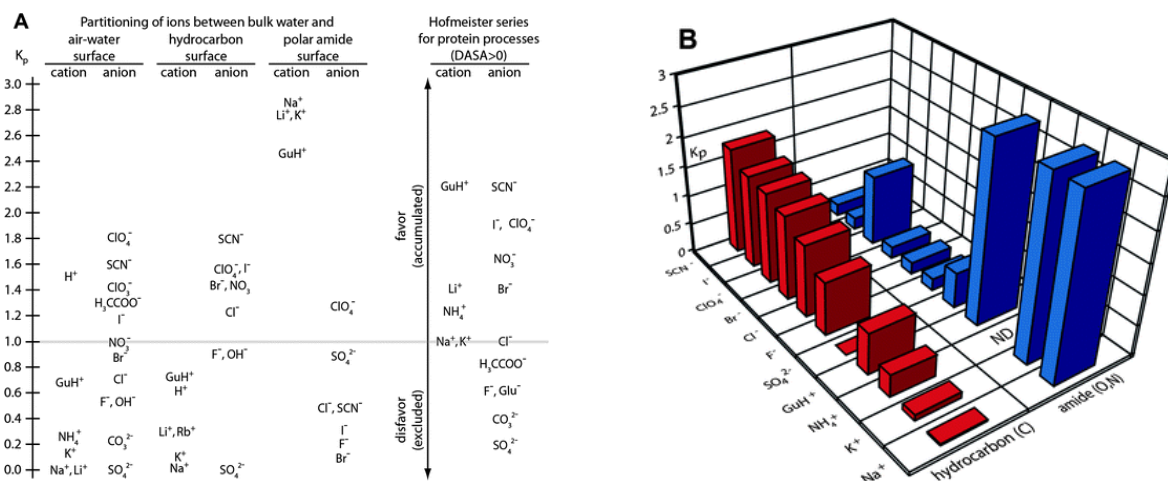 A
Partitioning of ions between bulk water and
air-water hydrocarbon polar amide
surface surface surface
Hofmeister series
for protein processes
(DASA>0)
Kₚ cation anion cation anion cation anion cation anion
3.0
Na⁺
2.8
Li⁺, K⁺
2.6
GuH⁺
2.4
2.2 GuH⁺ SCN⁻
2.0
I⁻, ClO₄⁻
1.8 ClO₄⁻ SCN⁻
NO₃⁻
1.6 SCN⁻ ClO₄⁻, I⁻
H⁺
Br⁻, NO₃
1.4 ClO₃⁻ Li⁺ Br⁻
H₃CCOO⁻ ClO₄⁻
Cl⁻ NH₄⁺
1.2 I⁻
1.0 NO₃⁻ Na⁺, K⁺ Cl⁻
Br⁻ F⁻, OH⁻ SO₄²⁻
0.8 H₃CCOO⁻
GuH⁺ Cl⁻ GuH⁺
0.6 H⁺ F⁻, Glu⁻
F⁻, OH⁻ Cl⁻, SCN⁻
0.4 CO₃²⁻
NH₄⁺ Li⁺, Rb⁺ I⁻
0.2 CO₃²⁻ F⁻ SO₄²⁻
K⁺ K⁺ Br⁻
0.0 Na⁺, Li⁺ SO₄²⁻ Na⁺ SO₄²⁻
favor
(accumulated)
disfavor
(excluded)
B
3
2.5
2
1.5
1
0.5
0
Kp
SCN⁻
I⁻
ClO₄⁻
Br⁻
Cl⁻
F⁻
SO₄²⁻
GuH⁺
NH₄⁺
K⁺
Na⁺
ND
hydrocarbon (C)
amide (O,N)